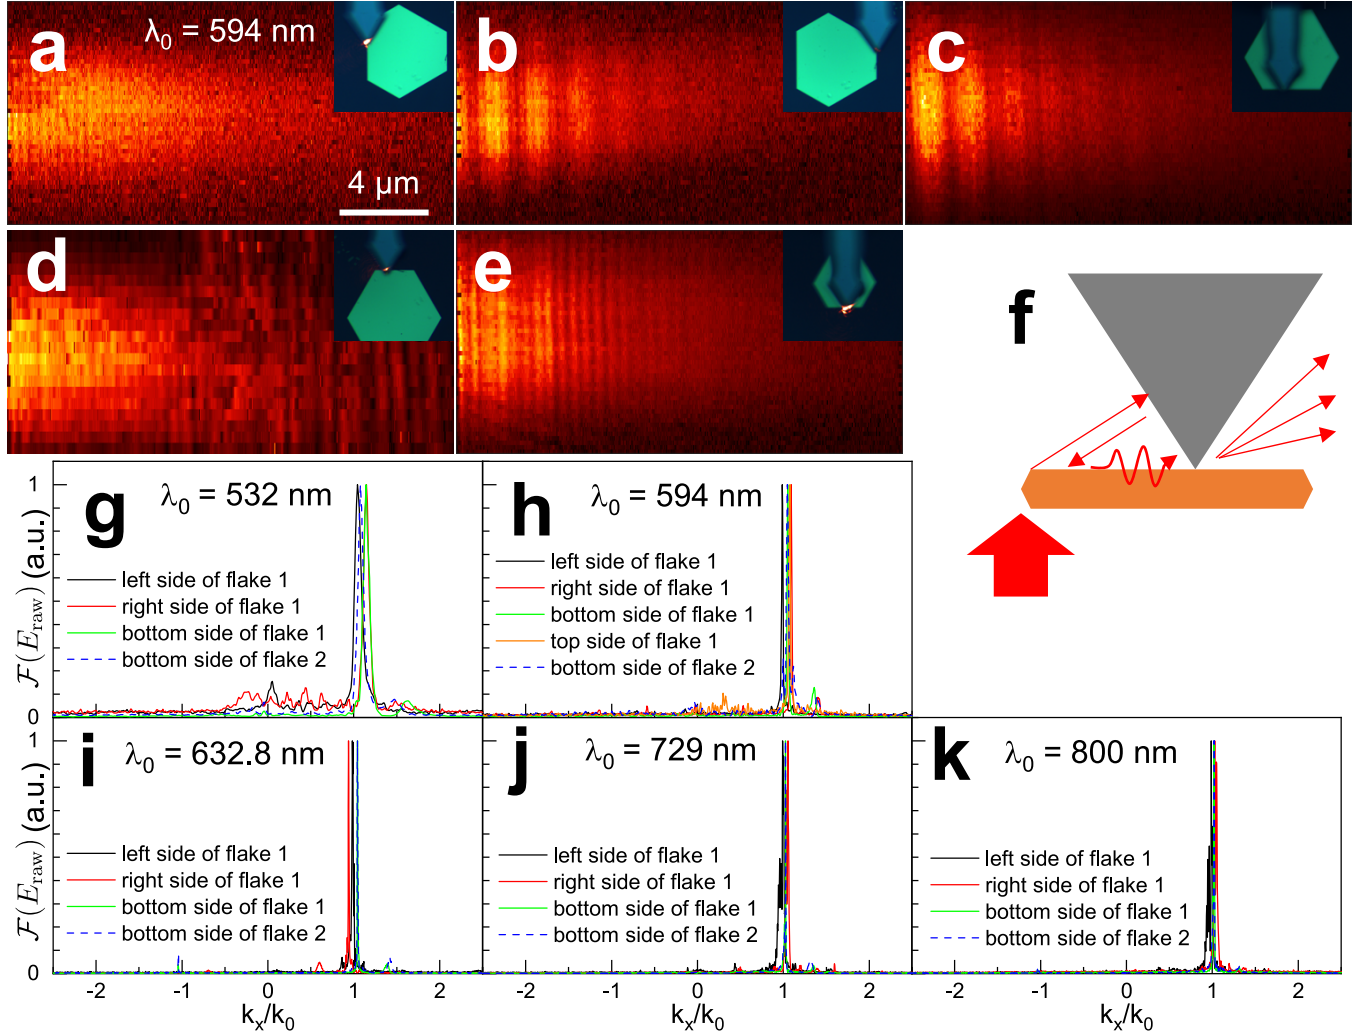 a
λ0 = 594 nm
4 µm
b
c
d
e
f
g
λ0 = 532 nm
left side of flake 1
right side of flake 1
bottom side of flake 1
bottom side of flake 2
1
0
F(Eraw) (a.u.)
h
λ0 = 594 nm
left side of flake 1
right side of flake 1
bottom side of flake 1
top side of flake 1
bottom side of flake 2
i
λ0 = 632.8 nm
left side of flake 1
right side of flake 1
bottom side of flake 1
bottom side of flake 2
1
0
F(Eraw) (a.u.)
-2 -1 0 1 2
kx/k0
j
λ0 = 729 nm
left side of flake 1
right side of flake 1
bottom side of flake 1
bottom side of flake 2
-2 -1 0 1 2
kx/k0
k
λ0 = 800 nm
left side of flake 1
right side of flake 1
bottom side of flake 1
bottom side of flake 2
-2 -1 0 1 2
kx/k0